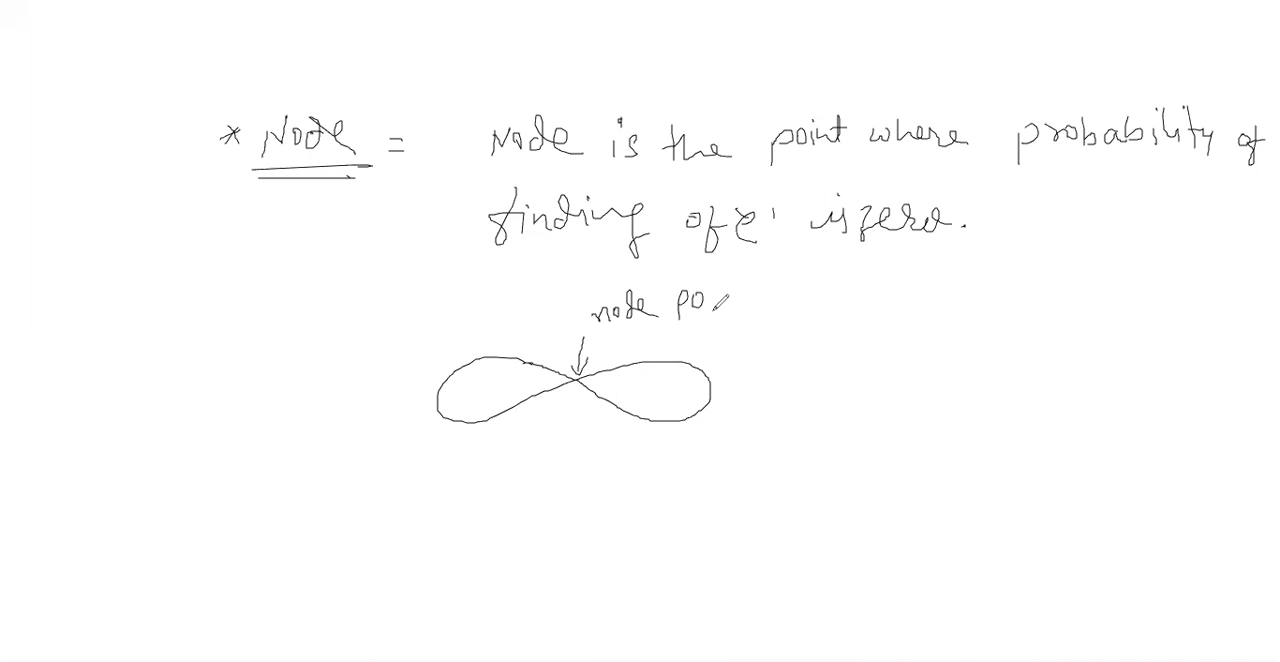 * Node = Node is the point where probability of
finding of e' is zero.
node po